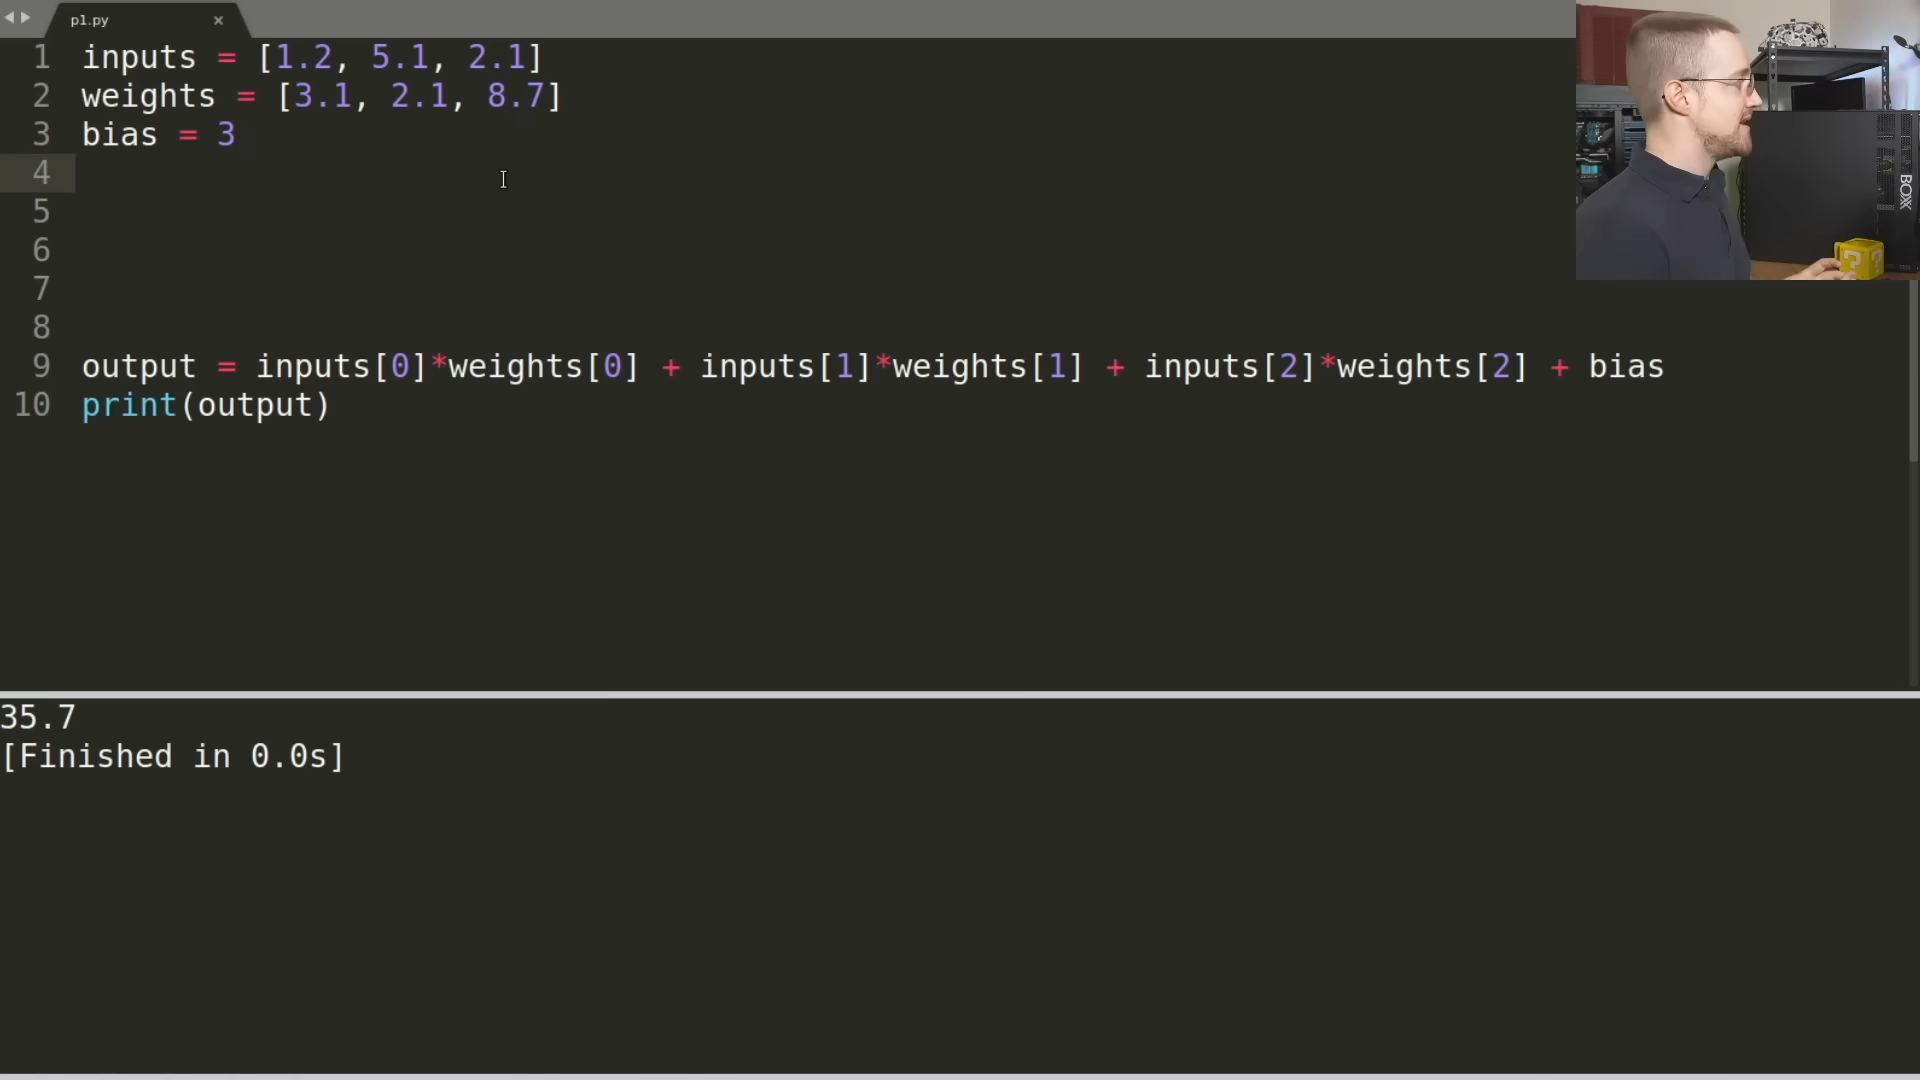 p1.py
1 inputs = [1.2, 5.1, 2.1]
2 weights = [3.1, 2.1, 8.7]
3 bias = 3
4
5
6
7
8
9 output = inputs[0]*weights[0] + inputs[1]*weights[1] + inputs[2]*weights[2] + bias
10 print(output)
35.7
[Finished in 0.0s]
BOXX
?